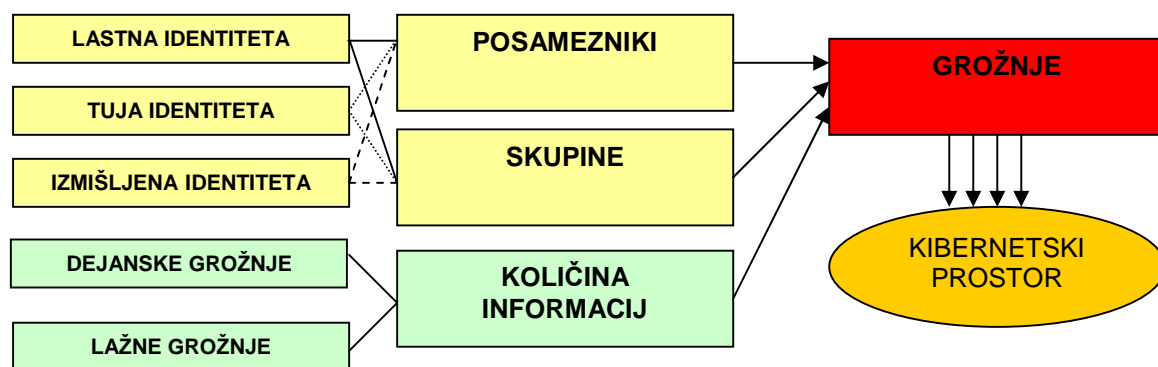 LASTNA IDENTITETA
TUJA IDENTITETA
IZMIŠLJENA IDENTITETA
DEJANSKE GROŽNJE
LAŽNE GROŽNJE
POSAMEZNIKI
SKUPINE
KOLIČINA
INFORMACIJ
GROŽNJE
KIBERNETSKI
PROSTOR